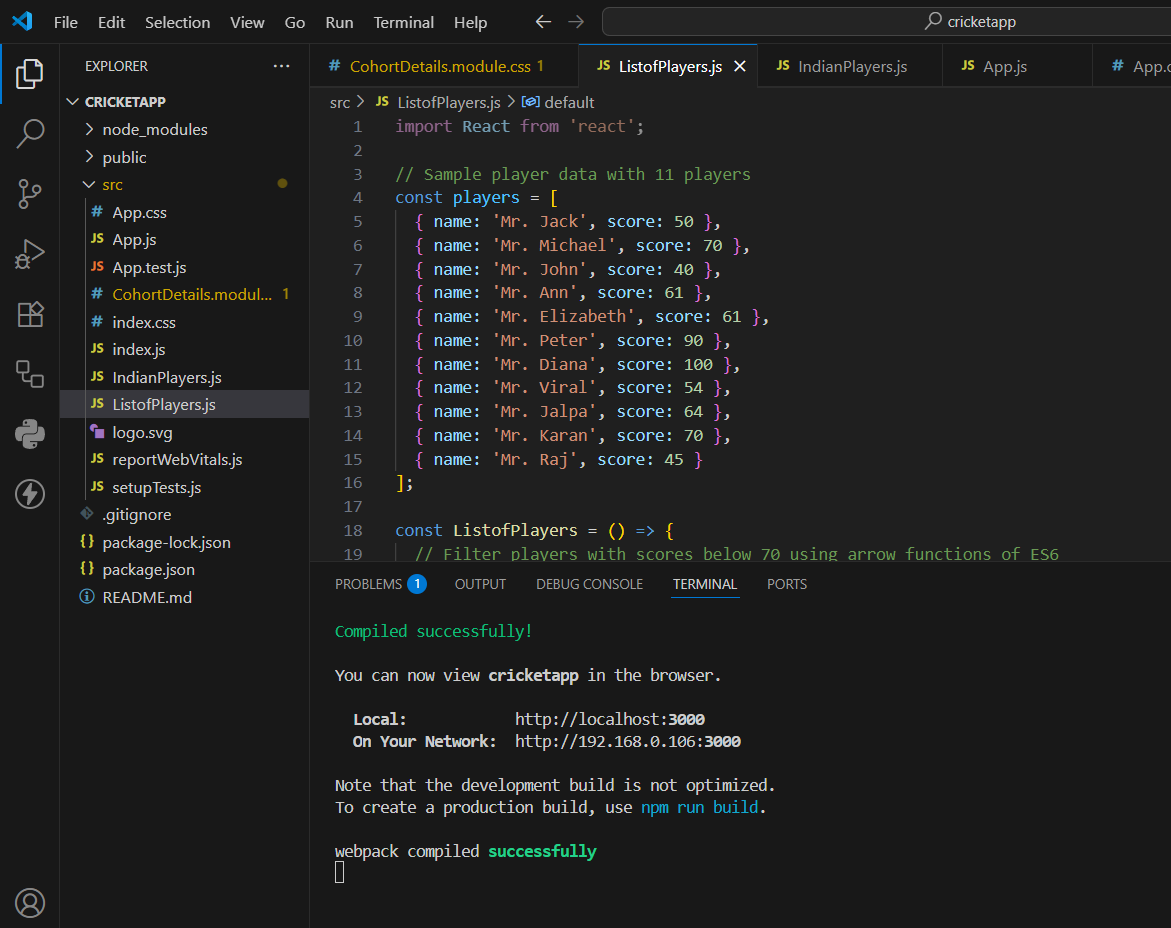 File Edit Selection View Go Run Terminal Help cricketapp
EXPLORER
CRICKETAPP
node_modules
public
src
# App.css
JS App.js
JS App.test.js
# CohortDetails.modul... 1
# index.css
JS index.js
JS IndianPlayers.js
JS ListofPlayers.js
logo.svg
JS reportWebVitals.js
JS setupTests.js
.gitignore
{} package-lock.json
{} package.json
README.md
# CohortDetails.module.css 1 JS ListofPlayers.js JS IndianPlayers.js JS App.js # App.c
src > JS ListofPlayers.js > default
1 import React from 'react';
2
3 // Sample player data with 11 players
4 const players = [
5 { name: 'Mr. Jack', score: 50 },
6 { name: 'Mr. Michael', score: 70 },
7 { name: 'Mr. John', score: 40 },
8 { name: 'Mr. Ann', score: 61 },
9 { name: 'Mr. Elizabeth', score: 61 },
10 { name: 'Mr. Peter', score: 90 },
11 { name: 'Mr. Diana', score: 100 },
12 { name: 'Mr. Viral', score: 54 },
13 { name: 'Mr. Jalpa', score: 64 },
14 { name: 'Mr. Karan', score: 70 },
15 { name: 'Mr. Raj', score: 45 }
16 ];
17
18 const ListofPlayers = () => {
19 // Filter players with scores below 70 using arrow functions of ES6
PROBLEMS 1 OUTPUT DEBUG CONSOLE TERMINAL PORTS
Compiled successfully!
You can now view cricketapp in the browser.
Local: http://localhost:3000
On Your Network: http://192.168.0.106:3000
Note that the development build is not optimized.
To create a production build, use npm run build.
webpack compiled successfully